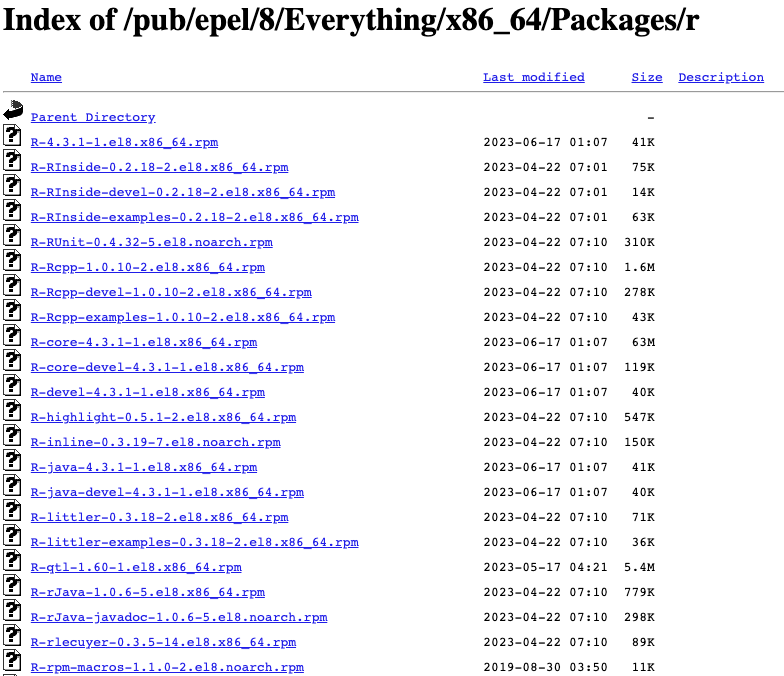 Index of /pub/epel/8/Everything/x86_64/Packages/r
Name Last modified Size Description
Parent Directory -
R-4.3.1-1.el8.x86_64.rpm 2023-06-17 01:07 41K
R-RInside-0.2.18-2.el8.x86_64.rpm 2023-04-22 07:01 75K
R-RInside-devel-0.2.18-2.el8.x86_64.rpm 2023-04-22 07:01 14K
R-RInside-examples-0.2.18-2.el8.x86_64.rpm 2023-04-22 07:01 63K
R-RUnit-0.4.32-5.el8.noarch.rpm 2023-04-22 07:10 310K
R-Rcpp-1.0.10-2.el8.x86_64.rpm 2023-04-22 07:10 1.6M
R-Rcpp-devel-1.0.10-2.el8.x86_64.rpm 2023-04-22 07:10 278K
R-Rcpp-examples-1.0.10-2.el8.x86_64.rpm 2023-04-22 07:10 43K
R-core-4.3.1-1.el8.x86_64.rpm 2023-06-17 01:07 63M
R-core-devel-4.3.1-1.el8.x86_64.rpm 2023-06-17 01:07 119K
R-devel-4.3.1-1.el8.x86_64.rpm 2023-06-17 01:07 40K
R-highlight-0.5.1-2.el8.x86_64.rpm 2023-04-22 07:10 547K
R-inline-0.3.19-7.el8.noarch.rpm 2023-04-22 07:10 150K
R-java-4.3.1-1.el8.x86_64.rpm 2023-06-17 01:07 41K
R-java-devel-4.3.1-1.el8.x86_64.rpm 2023-06-17 01:07 40K
R-littler-0.3.18-2.el8.x86_64.rpm 2023-04-22 07:10 71K
R-littler-examples-0.3.18-2.el8.x86_64.rpm 2023-04-22 07:10 36K
R-qtl-1.60-1.el8.x86_64.rpm 2023-05-17 04:21 5.4M
R-rJava-1.0.6-5.el8.x86_64.rpm 2023-04-22 07:10 779K
R-rJava-javadoc-1.0.6-5.el8.noarch.rpm 2023-04-22 07:10 298K
R-rlecuyer-0.3.5-14.el8.x86_64.rpm 2023-04-22 07:10 89K
R-rpm-macros-1.1.0-2.el8.noarch.rpm 2019-08-30 03:50 11K